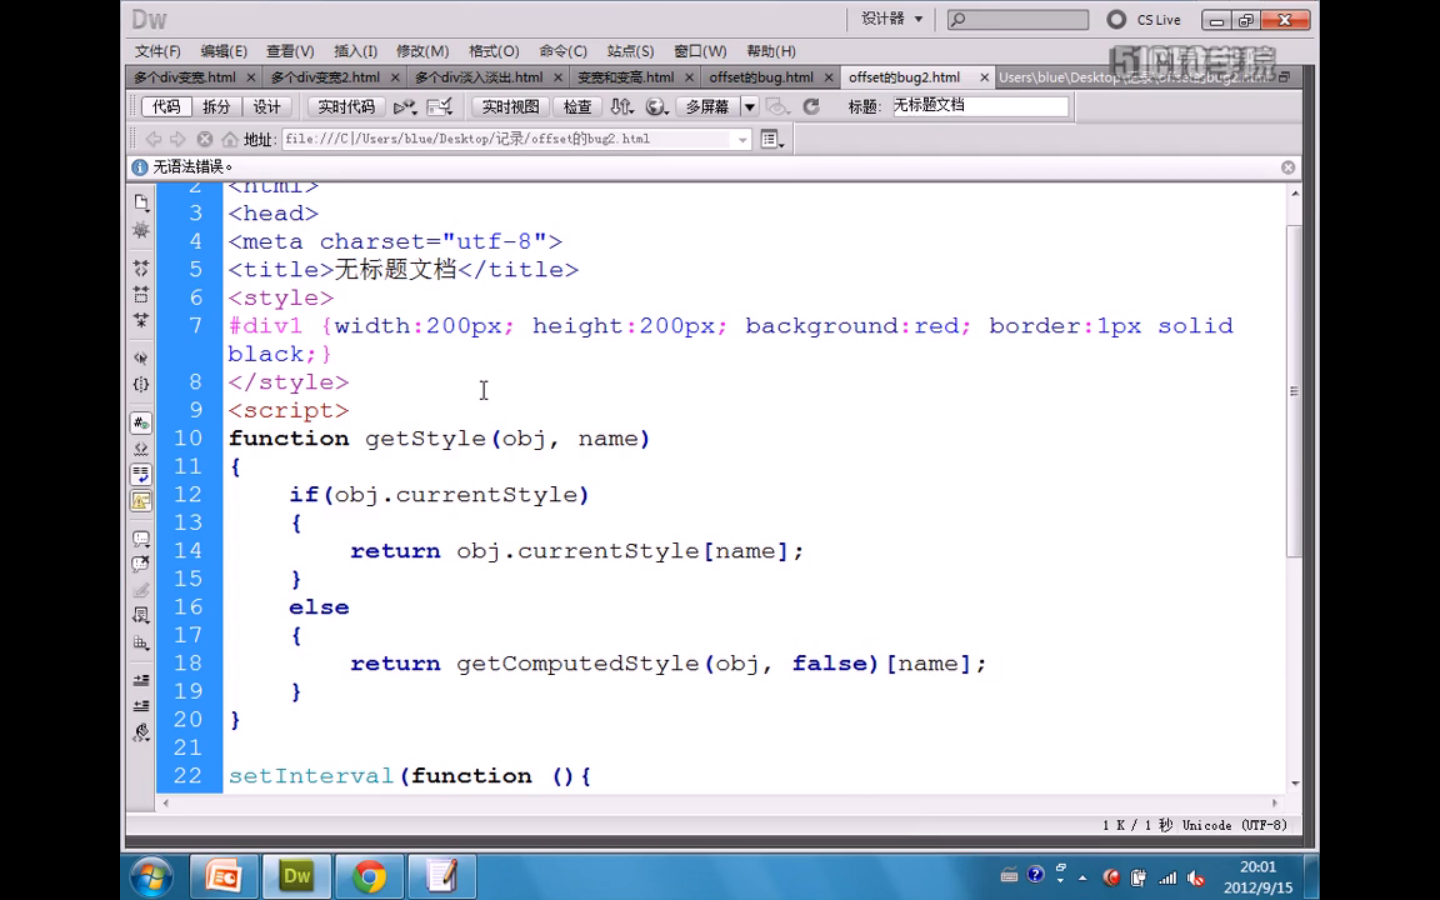 Dw
设计器
CS Live
文件(F) 编辑(E) 查看(V) 插入(I) 修改(M) 格式(O) 命令(C) 站点(S) 窗口(W) 帮助(H)
51CTO学院
多个div变宽.html 多个div变宽2.html 多个div淡入淡出.html 变宽和变高.html offset的bug.html offset的bug2.html Users\blue\Desktop\记录\offset的bug2.html
代码 拆分 设计 实时代码 实时视图 检查 多屏幕 标题: 无标题文档
地址: file:///C|/Users/blue/Desktop/记录/offset的bug2.html
无语法错误。
2 <html>
3 <head>
4 <meta charset="utf-8">
5 <title>无标题文档</title>
6 <style>
7 #div1 {width:200px; height:200px; background:red; border:1px solid
black;}
8 </style>
9 <script>
10 function getStyle(obj, name)
11 {
12 if(obj.currentStyle)
13 {
14 return obj.currentStyle[name];
15 }
16 else
17 {
18 return getComputedStyle(obj, false)[name];
19 }
20 }
21
22 setInterval(function (){
1 K / 1 秒 Unicode (UTF-8)
Dw
20:01
2012/9/15